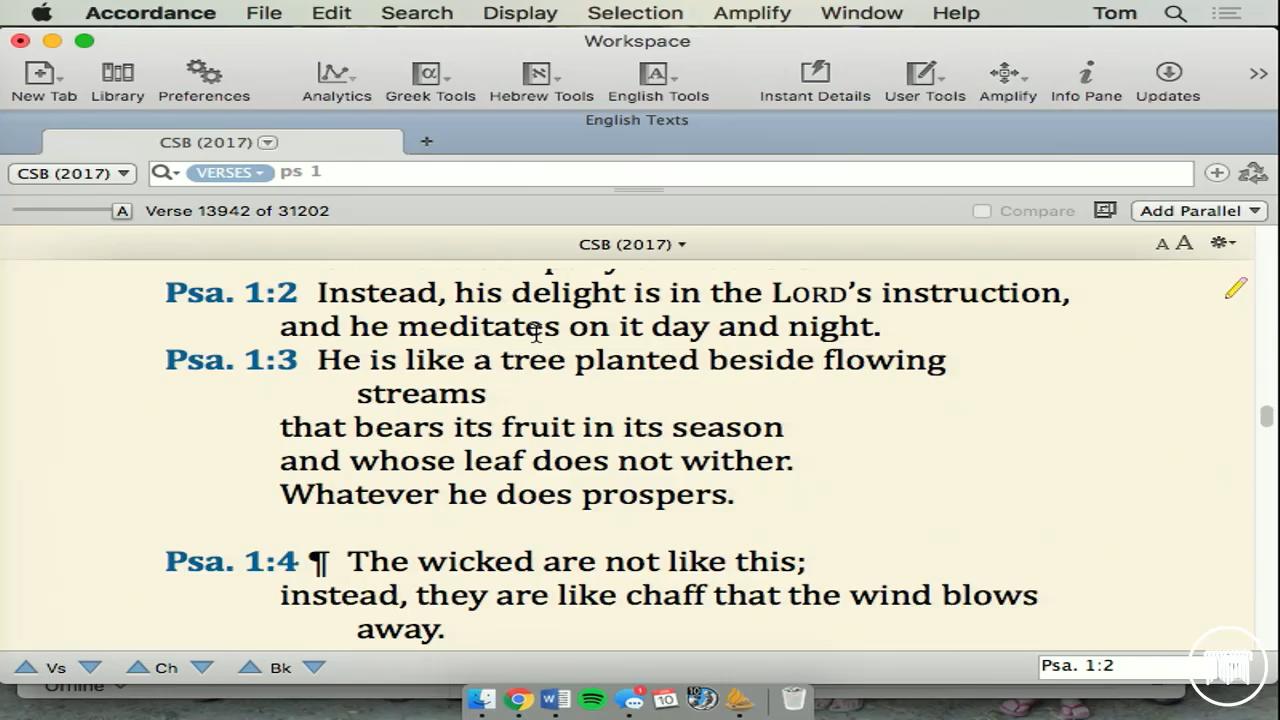 Accordance File Edit Search Display Selection Amplify Window Help Tom
Workspace
New Tab Library Preferences Analytics Greek Tools Hebrew Tools English Tools Instant Details User Tools Amplify Info Pane Updates
English Texts
CSB (2017)
CSB (2017) VERSES ps 1
A Verse 13942 of 31202 Compare Add Parallel
CSB (2017) A A
Psa. 1:2 Instead, his delight is in the LORD’s instruction,
and he meditates on it day and night.
Psa. 1:3 He is like a tree planted beside flowing
streams
that bears its fruit in its season
and whose leaf does not wither.
Whatever he does prospers.
Psa. 1:4 ¶ The wicked are not like this;
instead, they are like chaff that the wind blows
away.
Vs Ch Bk Psa. 1:2
Offline